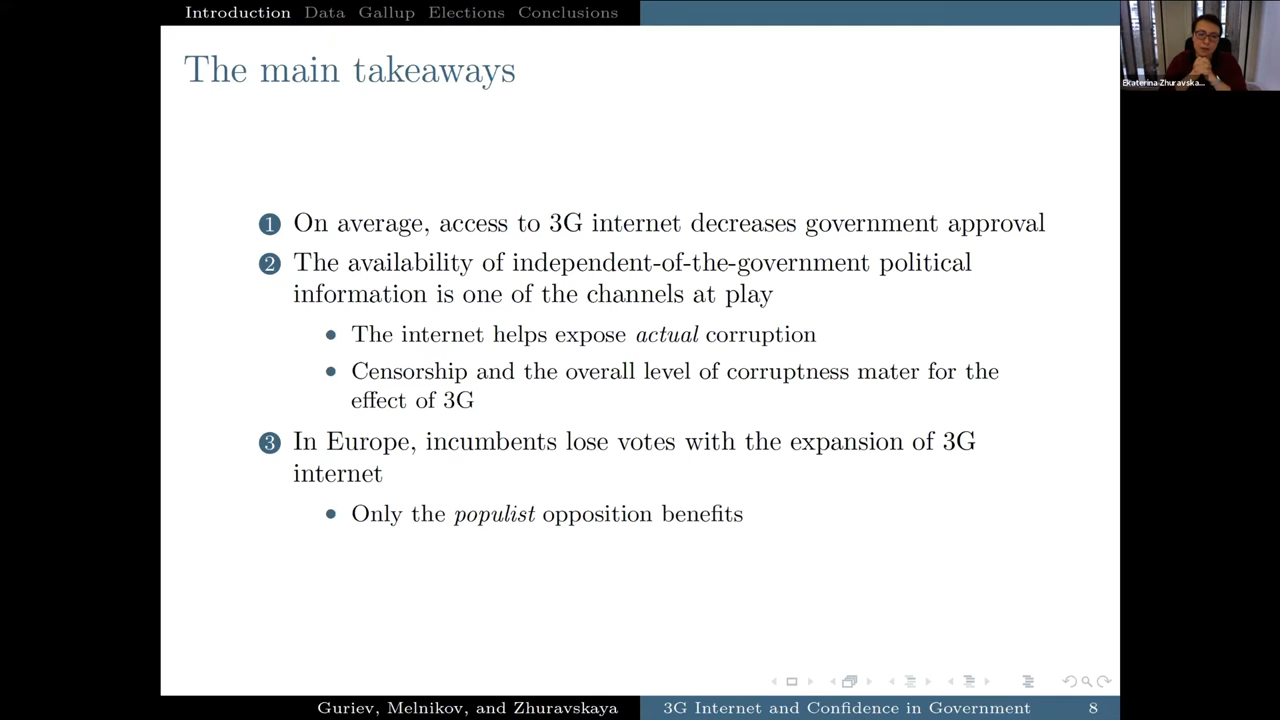 Introduction Data Gallup Elections Conclusions
The main takeaways
Ekaterina Zhuravska...
1 On average, access to 3G internet decreases government approval
2 The availability of independent-of-the-government political
information is one of the channels at play
• The internet helps expose actual corruption
• Censorship and the overall level of corruptness mater for the
effect of 3G
3 In Europe, incumbents lose votes with the expansion of 3G
internet
• Only the populist opposition benefits
Guriev, Melnikov, and Zhuravskaya 3G Internet and Confidence in Government 8